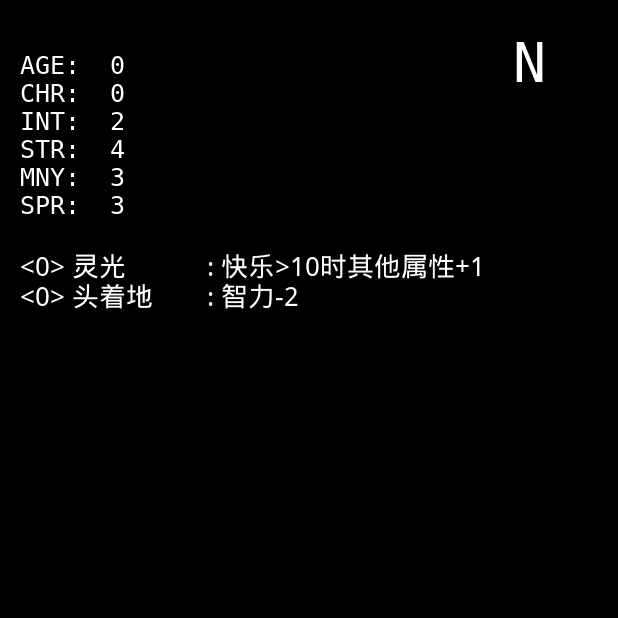 N
AGE: 0
CHR: 0
INT: 2
STR: 4
MNY: 3
SPR: 3
<0> 灵光 : 快乐>10时其他属性+1
<0> 头着地 : 智力-2